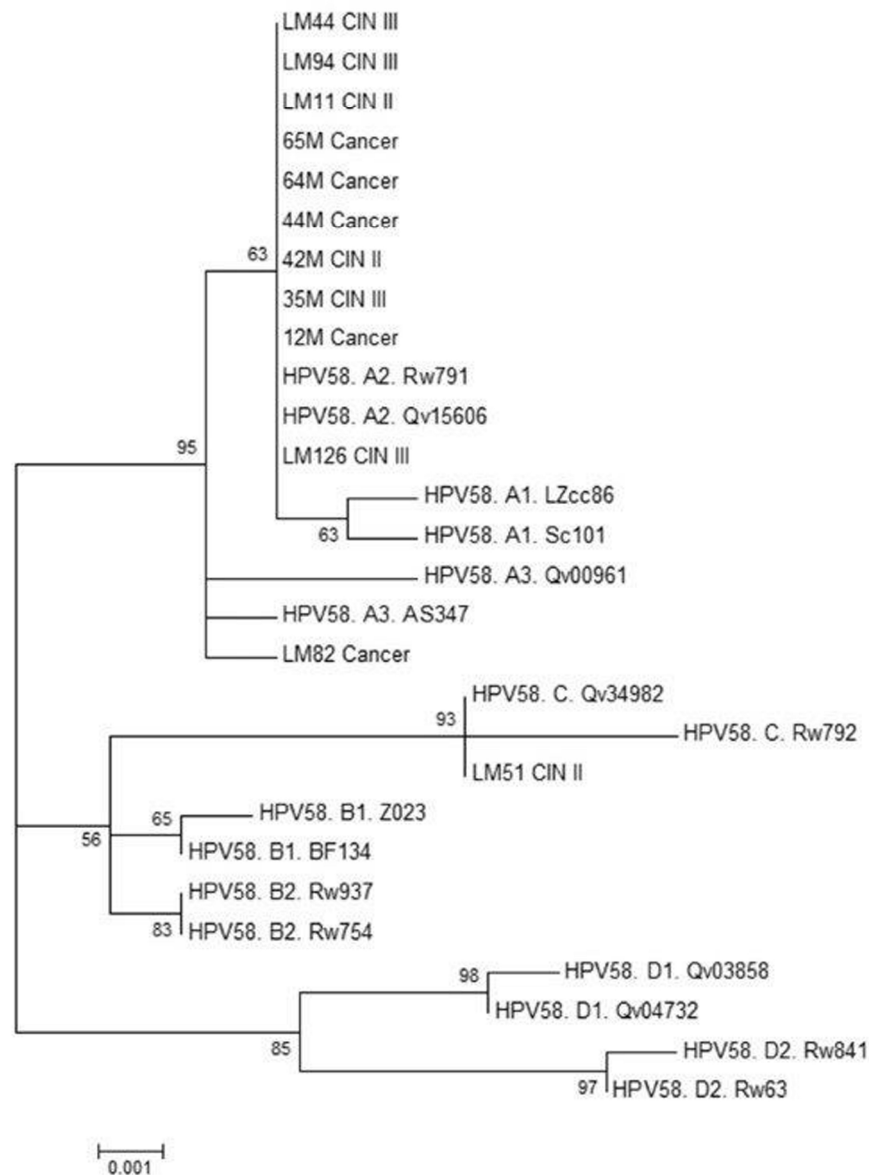 LM44 CIN III
LM94 CIN III
LM11 CIN II
65M Cancer
64M Cancer
44M Cancer
63
42M CIN II
35M CIN III
12M Cancer
HPV58. A2. Rw791
HPV58. A2. Qv15606
95
LM126 CIN III
HPV58. A1. LZcc86
63
HPV58. A1. Sc101
HPV58. A3. Qv00961
HPV58. A3. AS347
LM82 Cancer
HPV58. C. Qv34982
93
HPV58. C. Rw792
LM51 CIN II
65
HPV58. B1. Z023
56
HPV58. B1. BF134
HPV58. B2. Rw937
83
HPV58. B2. Rw754
98
HPV58. D1. Qv03858
HPV58. D1. Qv04732
85
HPV58. D2. Rw841
97
HPV58. D2. Rw63
0.001